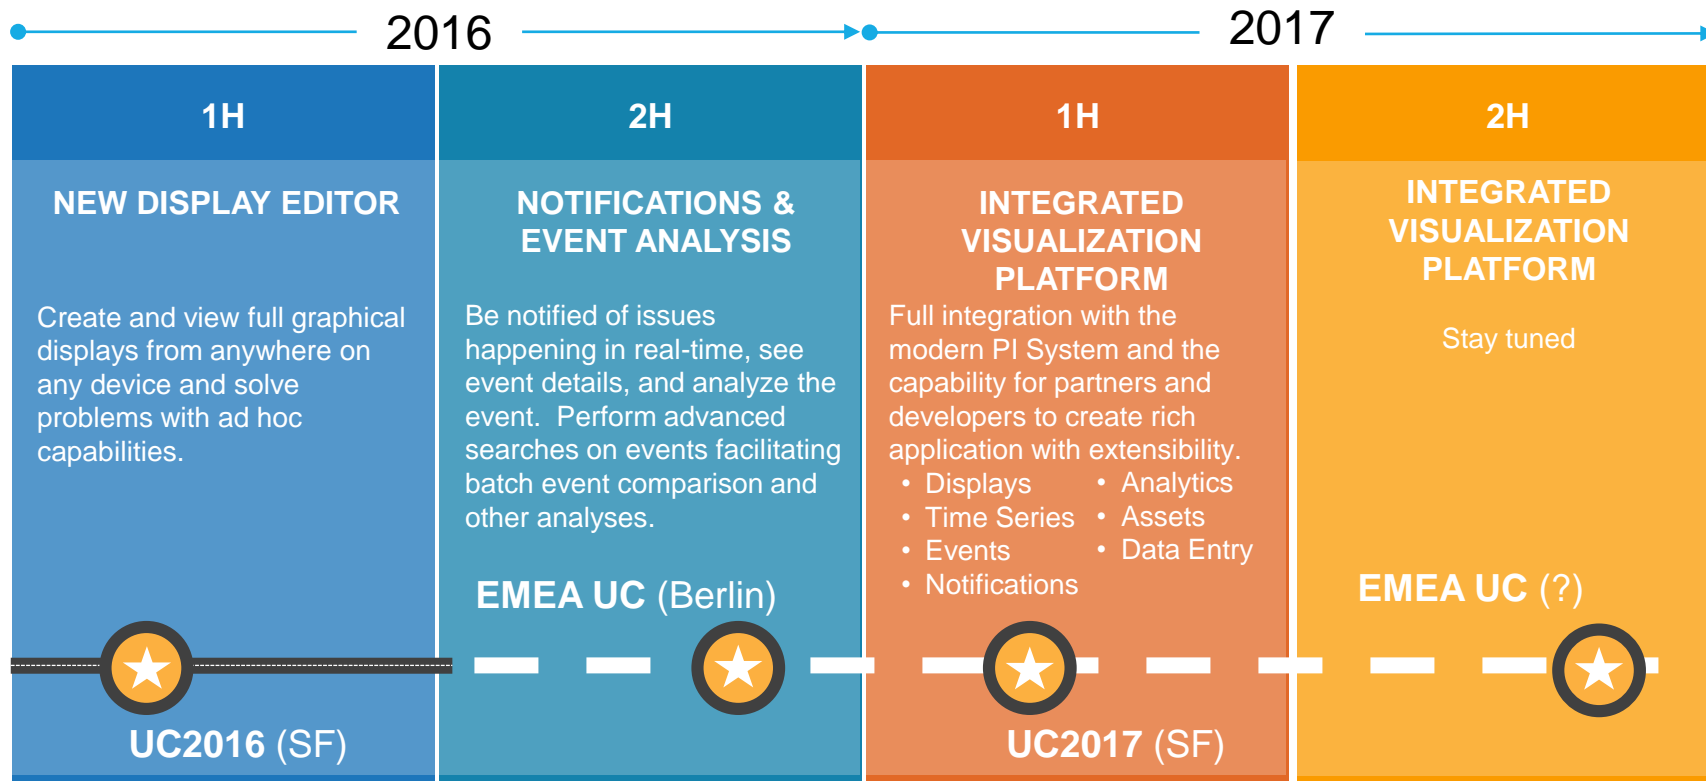 2016
2017
1H
NEW DISPLAY EDITOR
Create and view full graphical
displays from anywhere on
any device and solve
problems with ad hoc
capabilities.
UC2016 (SF)
2H
NOTIFICATIONS &
EVENT ANALYSIS
Be notified of issues
happening in real-time, see
event details, and analyze the
event.  Perform advanced
searches on events facilitating
batch event comparison and
other analyses.
EMEA UC (Berlin)
1H
INTEGRATED
VISUALIZATION
PLATFORM
Full integration with the
modern PI System and the
capability for partners and
developers to create rich
application with extensibility.
• Displays
• Time Series
• Events
• Notifications
• Analytics
• Assets
• Data Entry
UC2017 (SF)
2H
INTEGRATED
VISUALIZATION
PLATFORM
Stay tuned
EMEA UC (?)